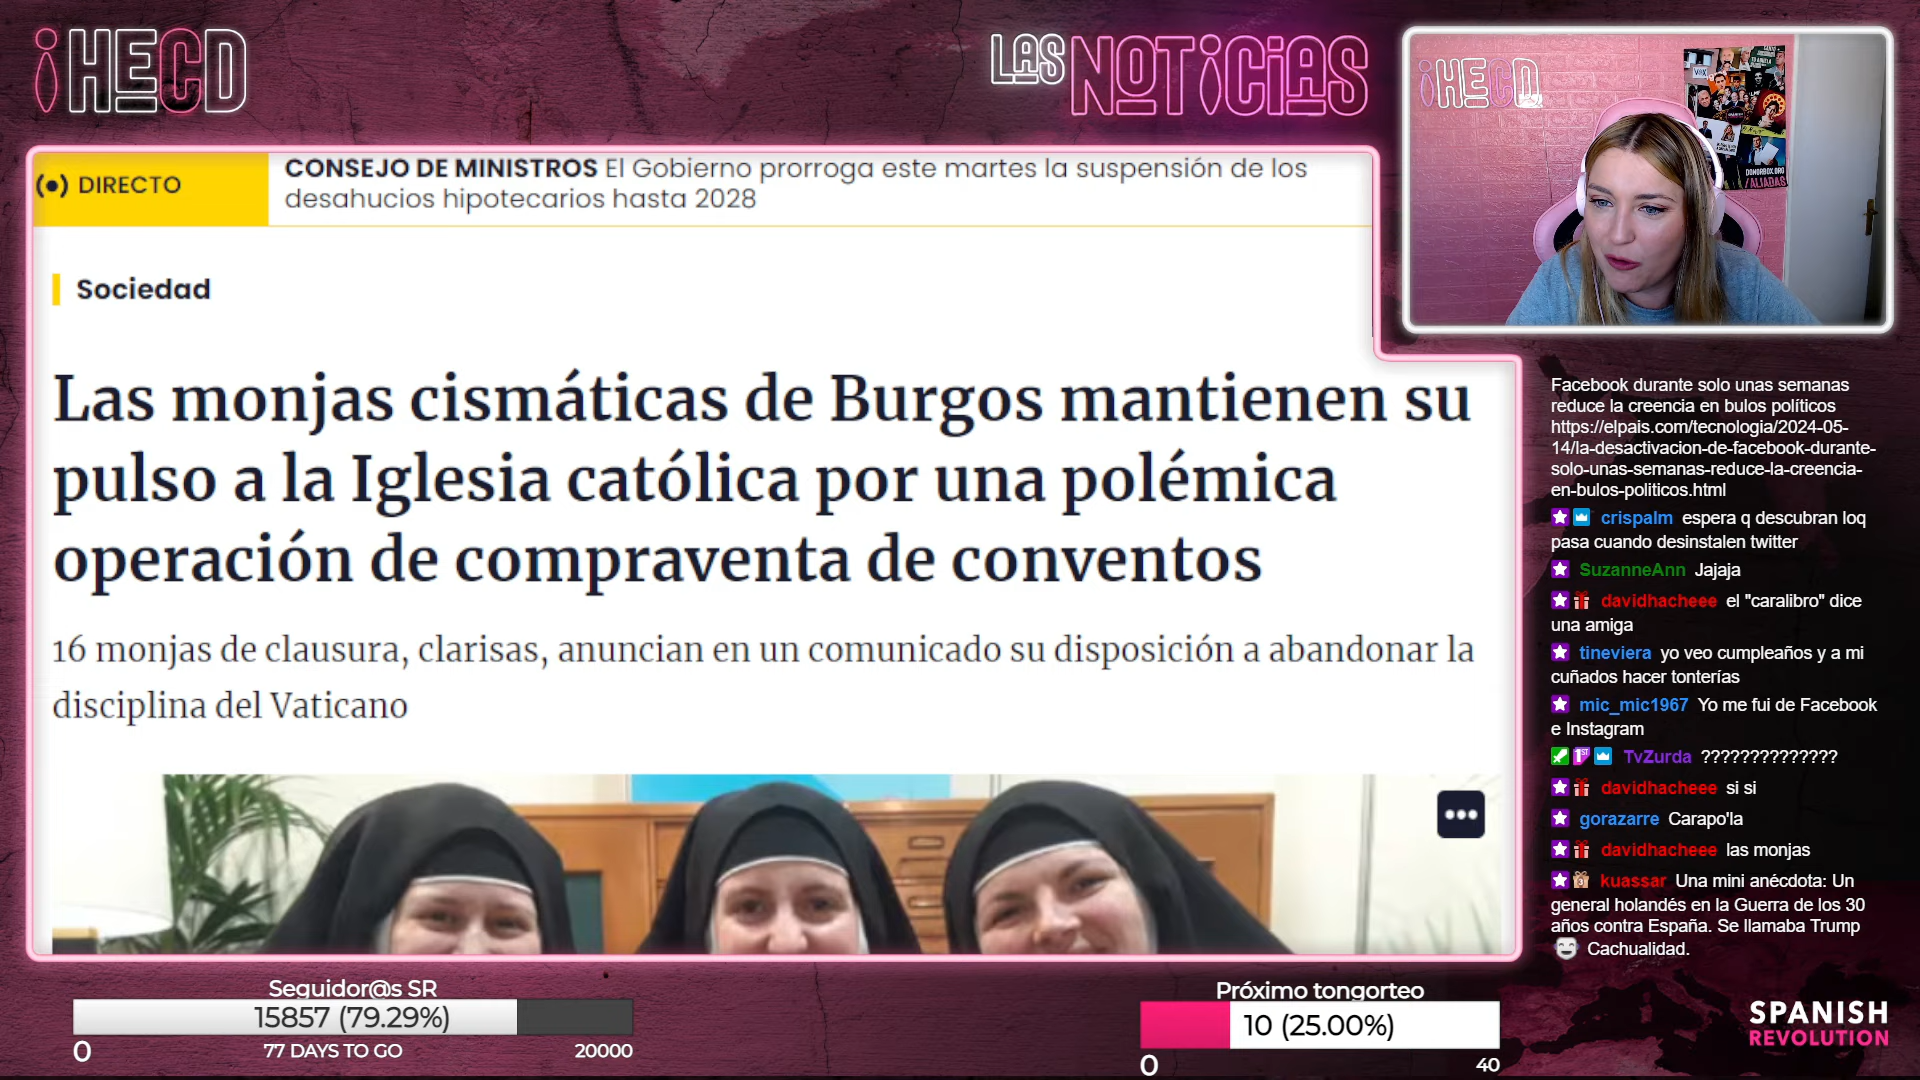 ¡HECD
LAS NOTICIAS
¡HECD
VOX
DONORBOX.ORG
/ALIADAS
DIRECTO
CONSEJO DE MINISTROS El Gobierno prorroga este martes la suspensión de los
desahucios hipotecarios hasta 2028
Sociedad
Las monjas cismáticas de Burgos mantienen su
pulso a la Iglesia católica por una polémica
operación de compraventa de conventos
16 monjas de clausura, clarisas, anuncian en un comunicado su disposición a abandonar la
disciplina del Vaticano
Facebook durante solo unas semanas
reduce la creencia en bulos políticos
https://elpais.com/tecnologia/2024-05-
14/la-desactivacion-de-facebook-durante-
solo-unas-semanas-reduce-la-creencia-
en-bulos-politicos.html
crispalm espera q descubran loq
pasa cuando desinstalen twitter
SuzanneAnn Jajaja
davidhacheee el "caralibro" dice
una amiga
tineviera yo veo cumpleaños y a mi
cuñados hacer tonterías
mic_mic1967 Yo me fui de Facebook
e Instagram
TvZurda ??????????????
davidhacheee si si
gorazarre Carapo'la
davidhacheee las monjas
kuassar Una mini anécdota: Un
general holandés en la Guerra de los 30
años contra España. Se llamaba Trump
Cachualidad.
Seguidor@s SR
15857 (79.29%)
0 77 DAYS TO GO 20000
Próximo tongorteo
10 (25.00%)
0 40
SPANISH
REVOLUTION